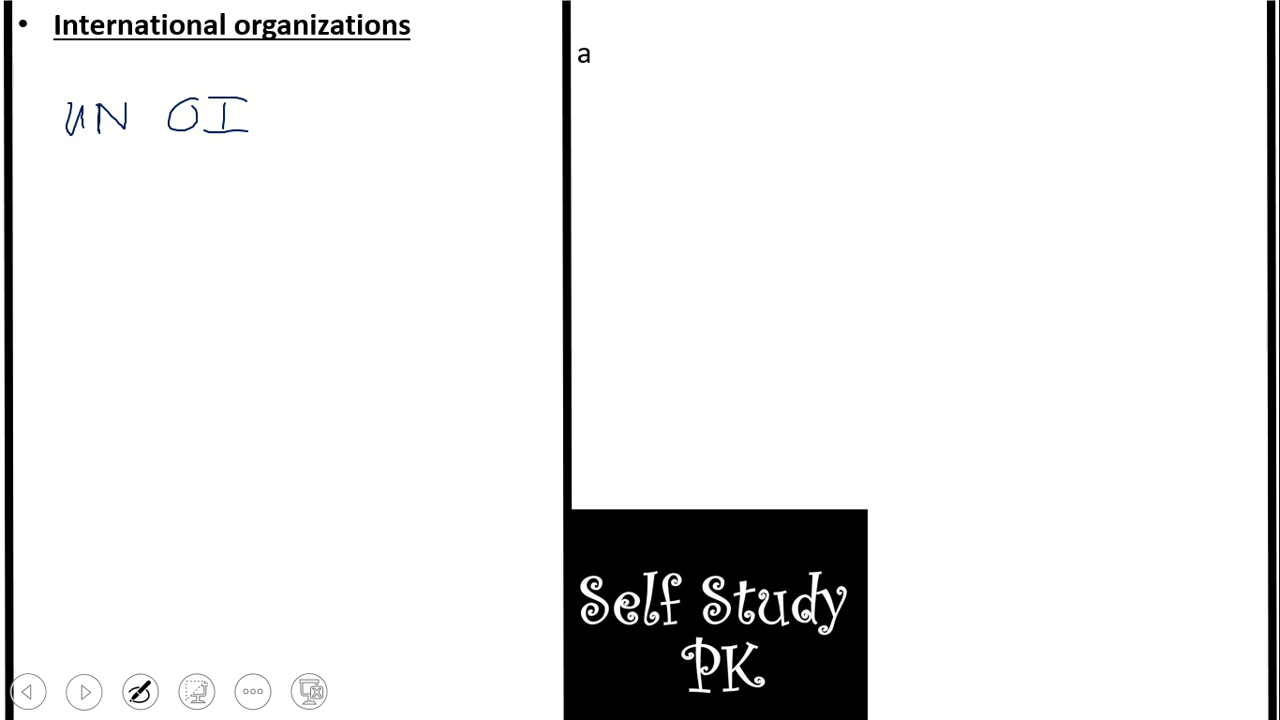 • International organizations
UN OI
a
Self Study
PK